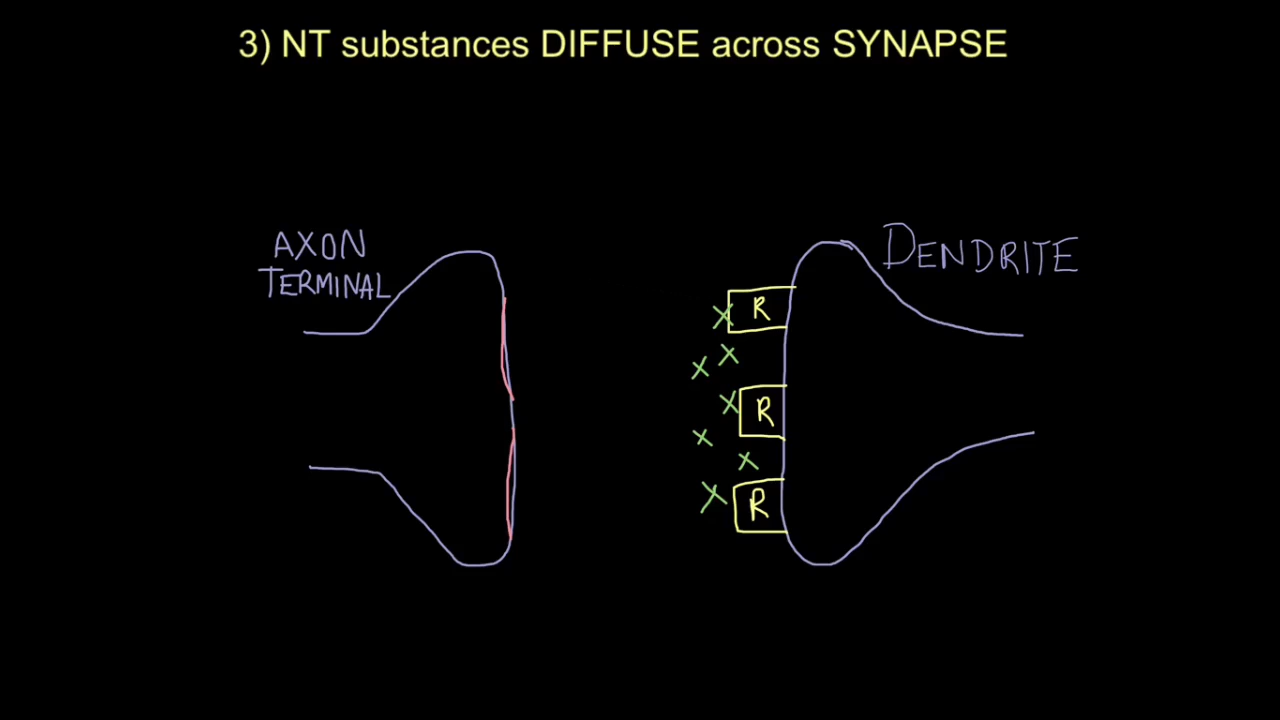 3) NT substances DIFFUSE across SYNAPSE
AXON
TERMINAL
DENDRITE
R
R
R